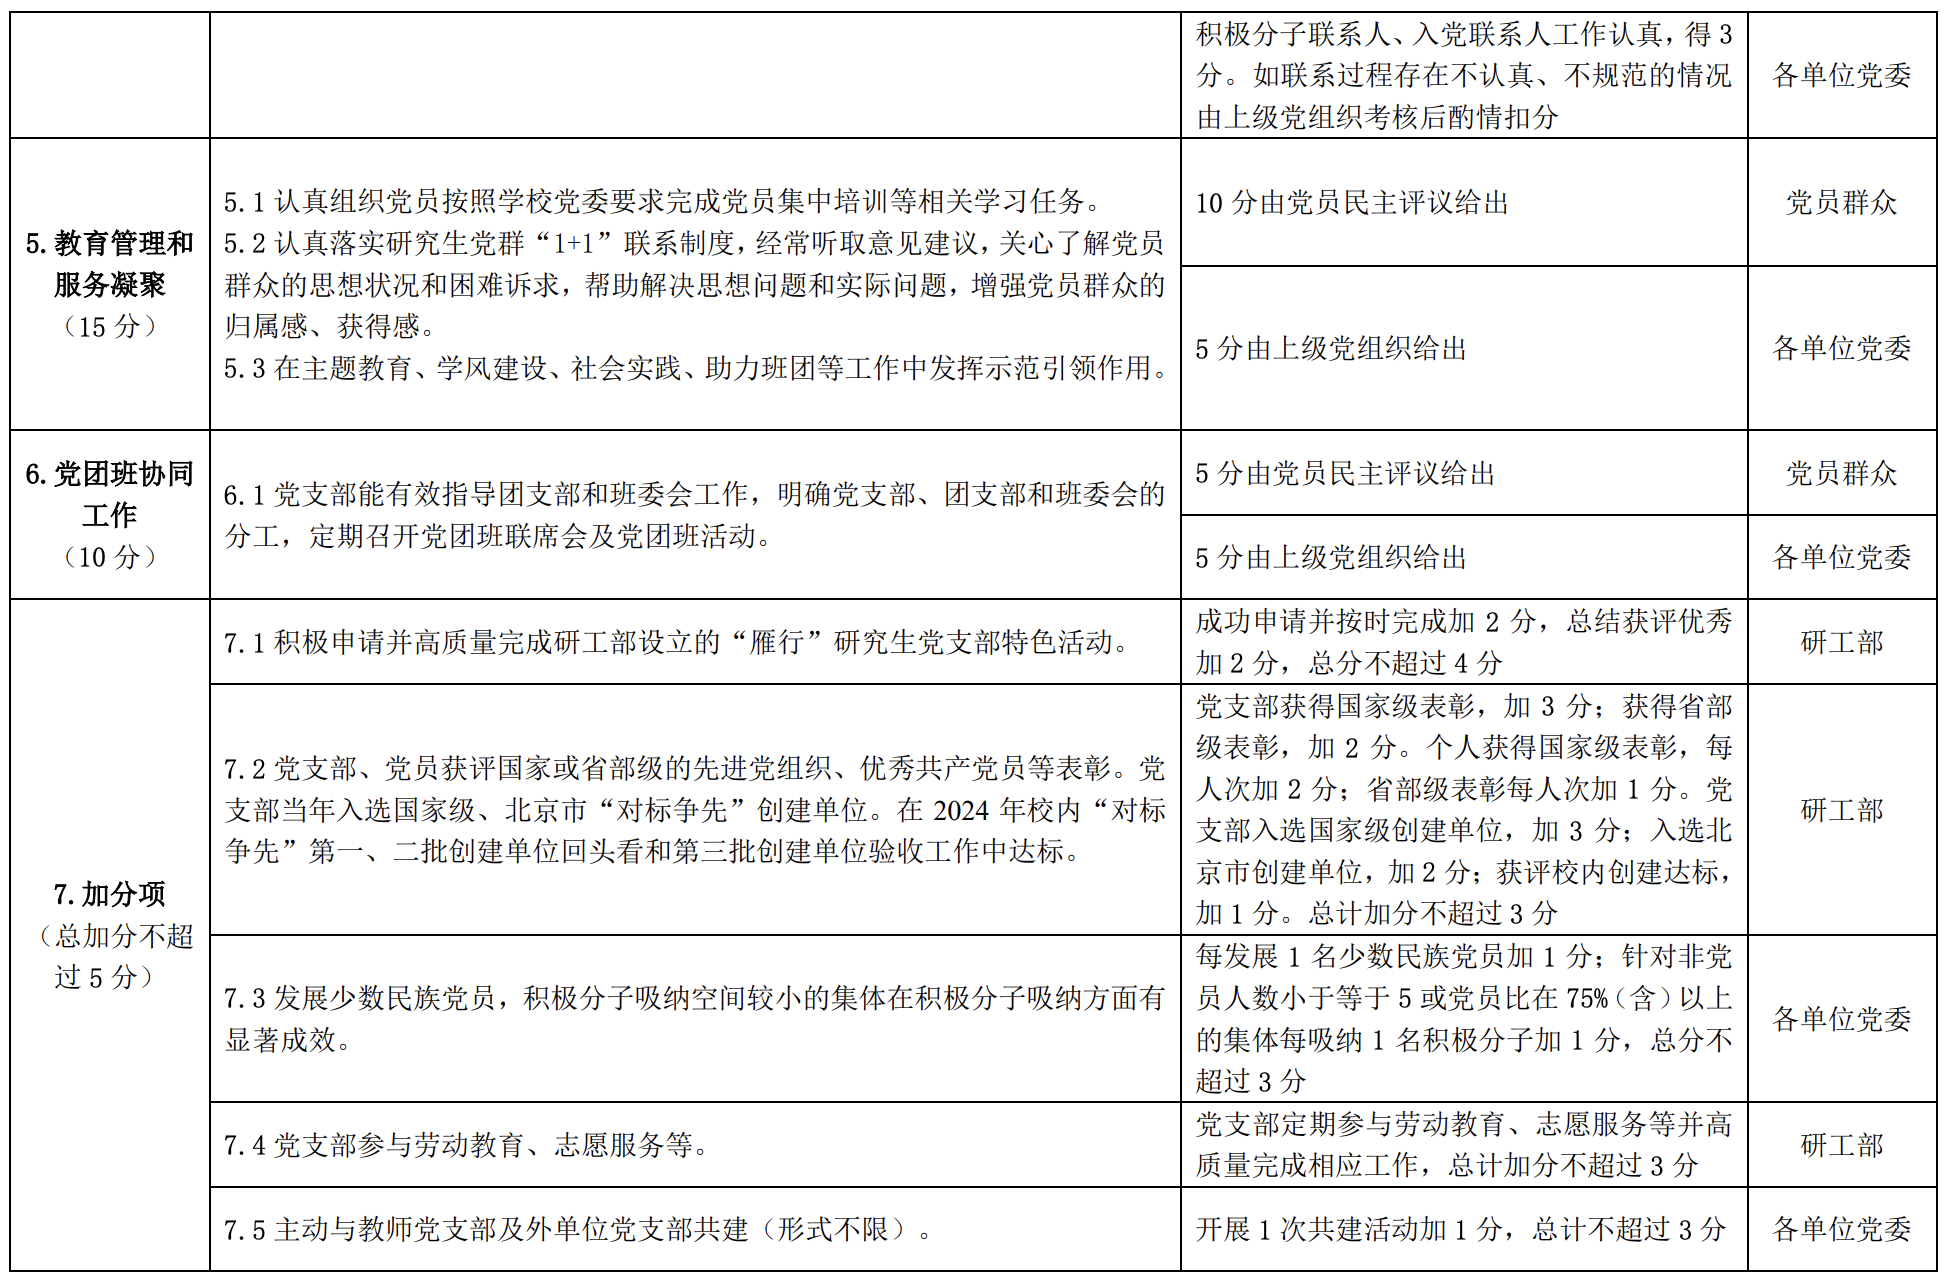 积极分子联系人、入党联系人工作认真，得 3
分。如联系过程存在不认真、不规范的情况
由上级党组织考核后酌情扣分
各单位党委
5.教育管理和
服务凝聚
（15 分）
5.1 认真组织党员按照学校党委要求完成党员集中培训等相关学习任务。
5.2 认真落实研究生党群“1+1”联系制度，经常听取意见建议，关心了解党员
群众的思想状况和困难诉求，帮助解决思想问题和实际问题，增强党员群众的
归属感、获得感。
5.3 在主题教育、学风建设、社会实践、助力班团等工作中发挥示范引领作用。
10 分由党员民主评议给出
党员群众
5 分由上级党组织给出
各单位党委
6.党团班协同
工作
（10 分）
6.1 党支部能有效指导团支部和班委会工作，明确党支部、团支部和班委会的
分工，定期召开党团班联席会及党团班活动。
5 分由党员民主评议给出
党员群众
5 分由上级党组织给出
各单位党委
7.加分项
（总加分不超
过 5 分）
7.1 积极申请并高质量完成研工部设立的“雁行”研究生党支部特色活动。
成功申请并按时完成加 2 分，总结获评优秀
加 2 分，总分不超过 4 分
研工部
7.2 党支部、党员获评国家或省部级的先进党组织、优秀共产党员等表彰。党
支部当年入选国家级、北京市“对标争先”创建单位。在 2024 年校内“对标
争先”第一、二批创建单位回头看和第三批创建单位验收工作中达标。
党支部获得国家级表彰，加 3 分；获得省部
级表彰，加 2 分。个人获得国家级表彰，每
人次加 2 分；省部级表彰每人次加 1 分。党
支部入选国家级创建单位，加 3 分；入选北
京市创建单位，加 2 分；获评校内创建达标，
加 1 分。总计加分不超过 3 分
研工部
7.3 发展少数民族党员，积极分子吸纳空间较小的集体在积极分子吸纳方面有
显著成效。
每发展 1 名少数民族党员加 1 分；针对非党
员人数小于等于 5 或党员比在 75%（含）以上
的集体每吸纳 1 名积极分子加 1 分，总分不
超过 3 分
各单位党委
7.4 党支部参与劳动教育、志愿服务等。
党支部定期参与劳动教育、志愿服务等并高
质量完成相应工作，总计加分不超过 3 分
研工部
7.5 主动与教师党支部及外单位党支部共建（形式不限）。
开展 1 次共建活动加 1 分，总计不超过 3 分
各单位党委